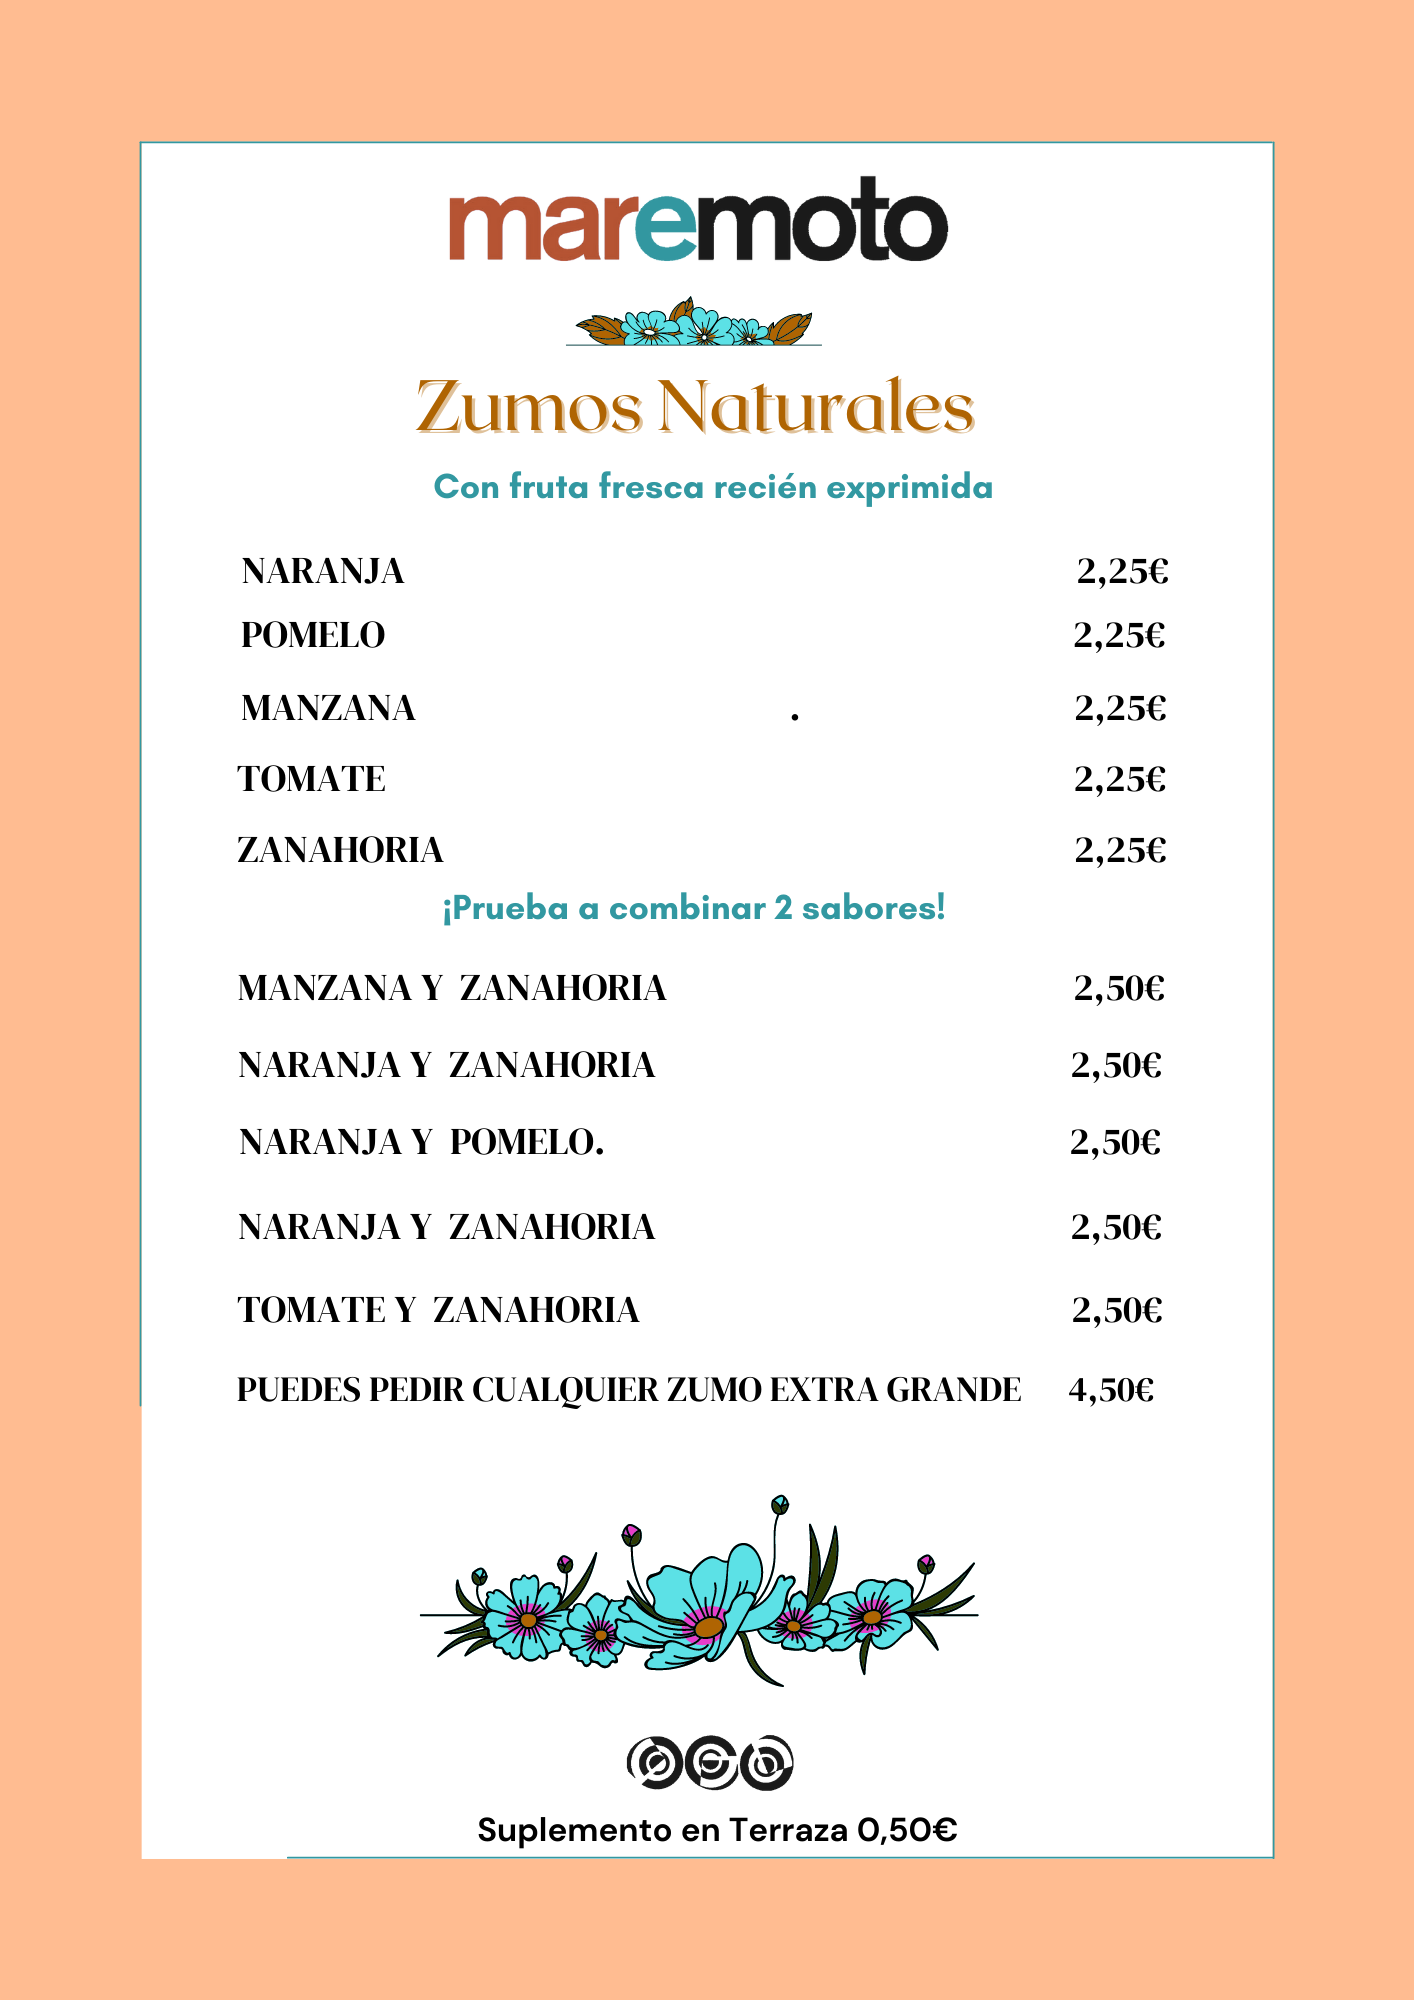 maremoto
Zumos Naturales
Con fruta fresca recién exprimida
NARANJA 2,25€
POMELO 2,25€
MANZANA . 2,25€
TOMATE 2,25€
ZANAHORIA 2,25€
¡Prueba a combinar 2 sabores!
MANZANA Y ZANAHORIA 2,50€
NARANJA Y ZANAHORIA 2,50€
NARANJA Y POMELO. 2,50€
NARANJA Y ZANAHORIA 2,50€
TOMATE Y ZANAHORIA 2,50€
PUEDES PEDIR CUALQUIER ZUMO EXTRA GRANDE 4,50€
Suplemento en Terraza 0,50€